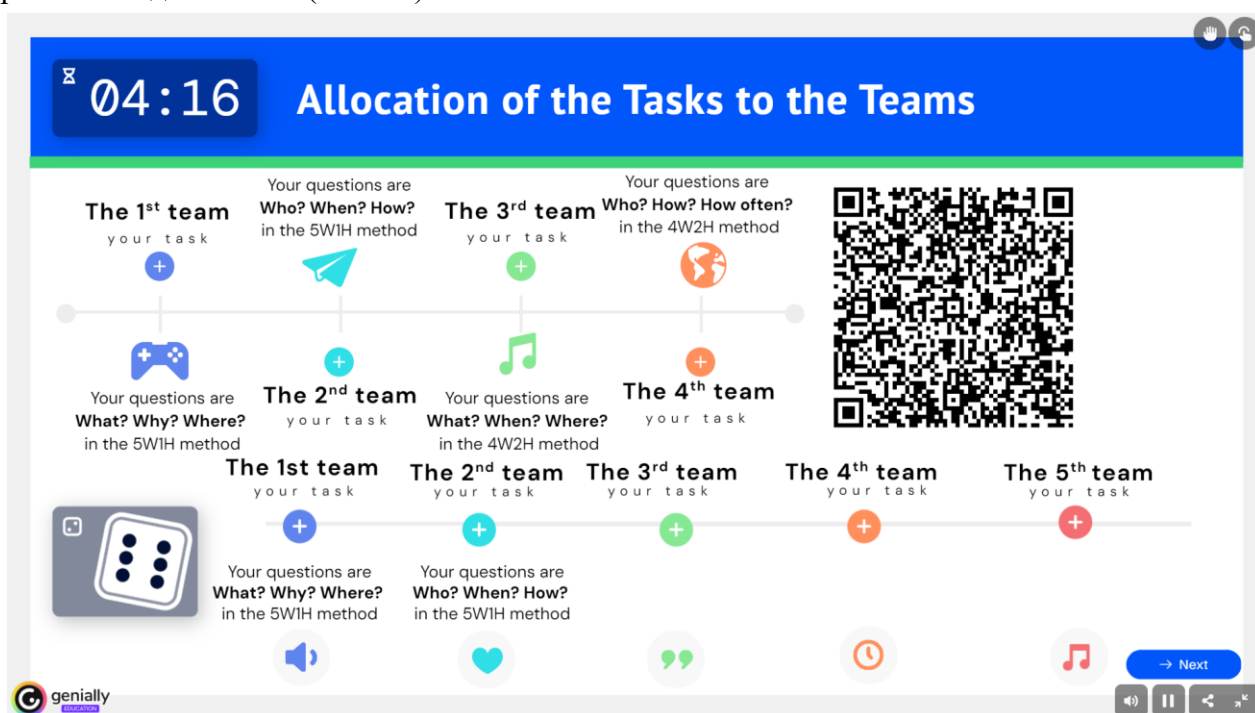 04:16
Allocation of the Tasks to the Teams
The 1st team
your task
Your questions are
Who? When? How?
in the 5W1H method
The 3rd team
your task
Your questions are
Who? How? How often?
in the 4W2H method
Your questions are
What? Why? Where?
in the 5W1H method
The 2nd team
your task
Your questions are
What? When? Where?
in the 4W2H method
The 4th team
your task
The 1st team
your task
The 2nd team
your task
The 3rd team
your task
The 4th team
your task
The 5th team
your task
Your questions are
What? Why? Where?
in the 5W1H method
Your questions are
Who? When? How?
in the 5W1H method
→ Next
genially
EDUCATION